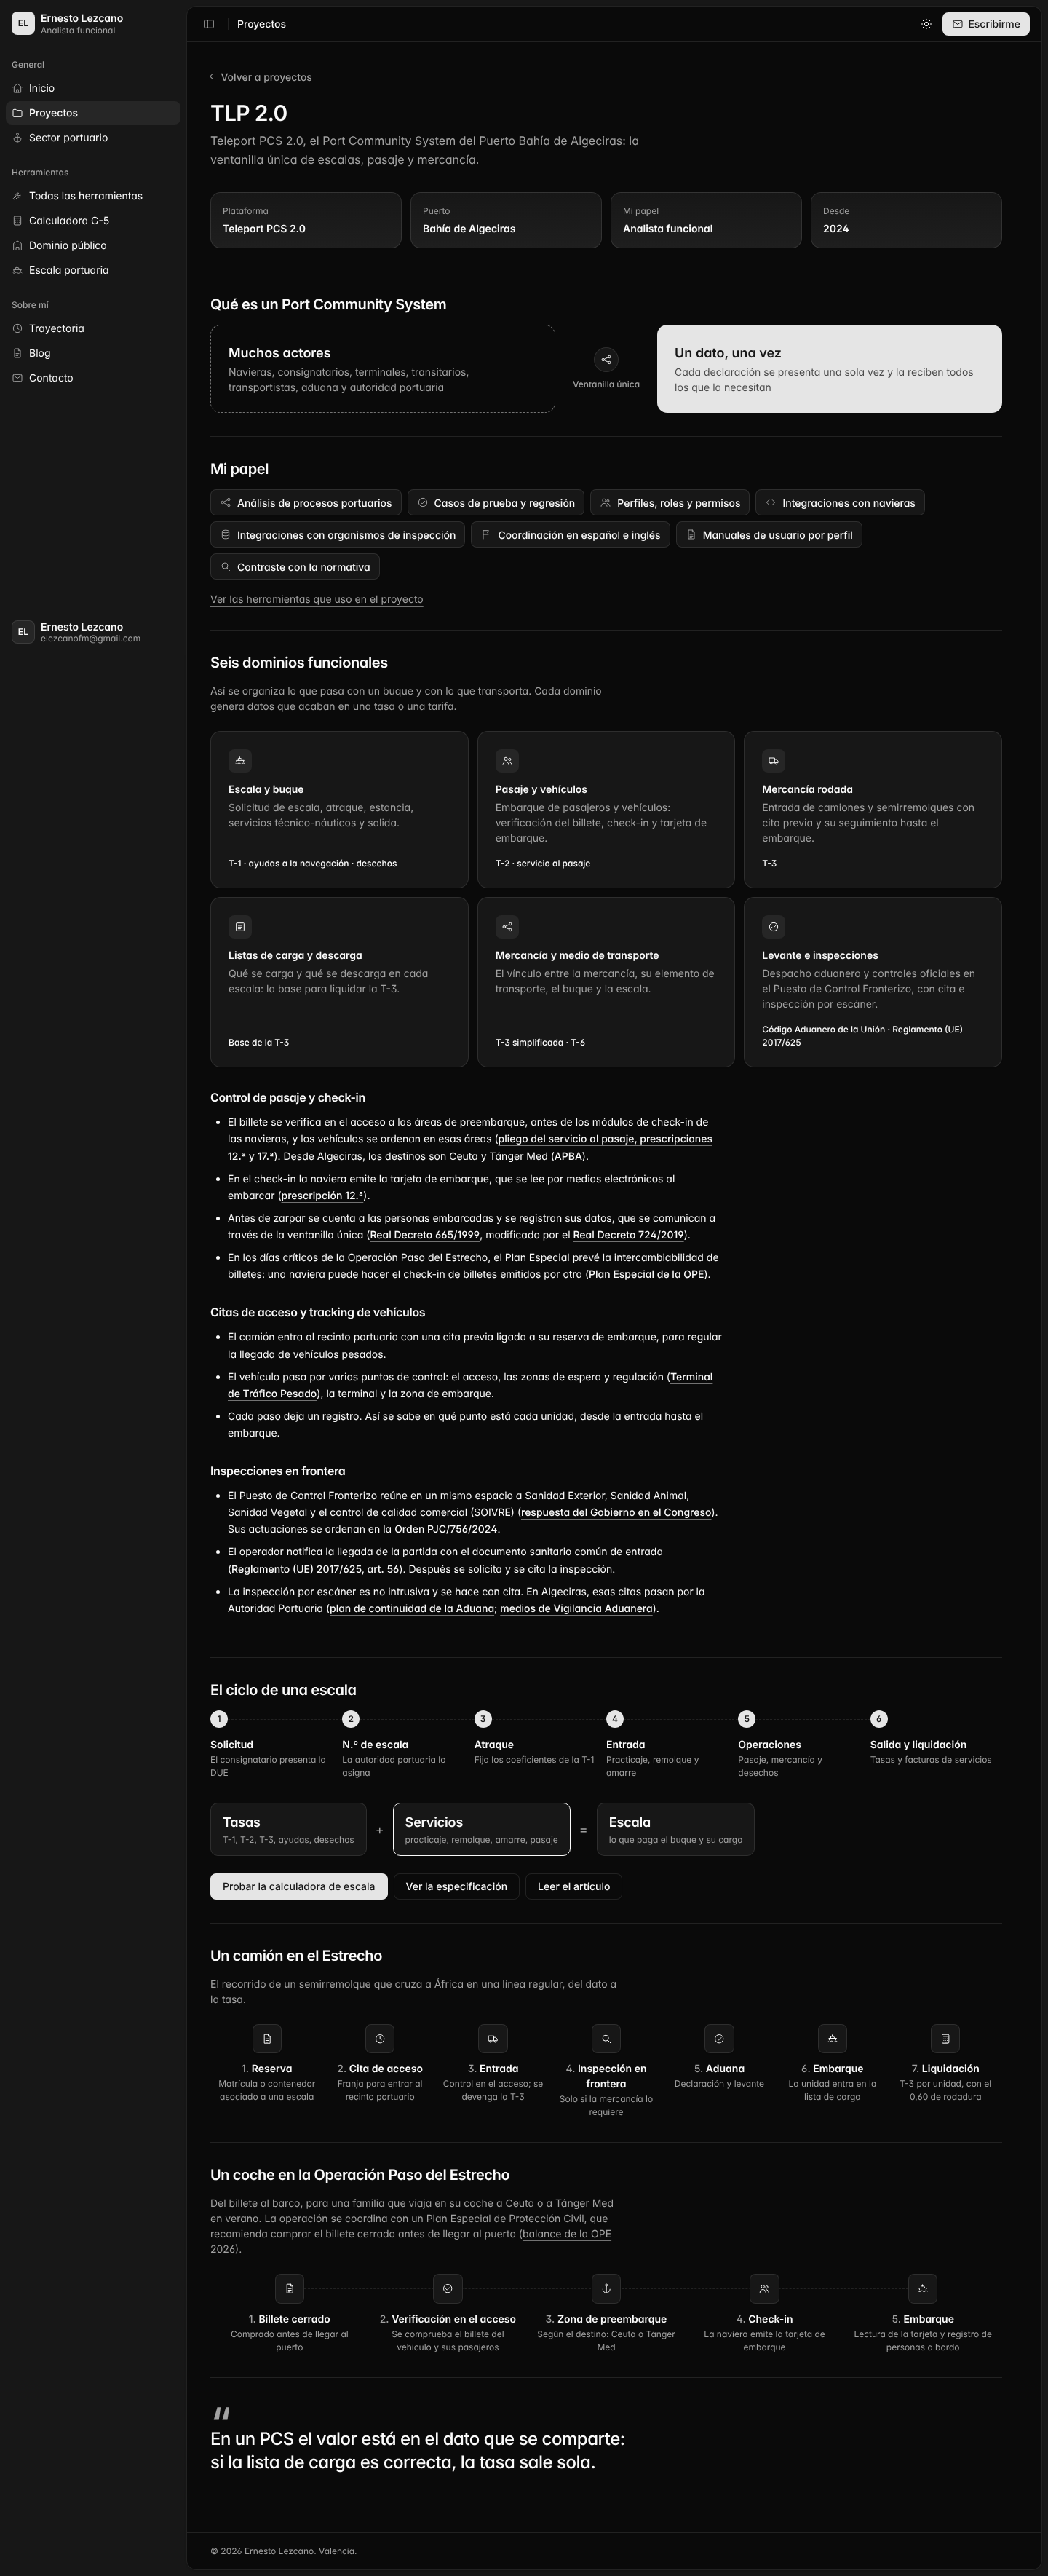 EL
Ernesto Lezcano
Analista funcional
General
Inicio
Proyectos
Sector portuario
Herramientas
Todas las herramientas
Calculadora G-5
Dominio público
Escala portuaria
Sobre mí
Trayectoria
Blog
Contacto
EL
Ernesto Lezcano
elezcanofm@gmail.com
Proyectos
Escribirme
Volver a proyectos
TLP 2.0
Teleport PCS 2.0, el Port Community System del Puerto Bahía de Algeciras: la
ventanilla única de escalas, pasaje y mercancía.
Plataforma
Teleport PCS 2.0
Puerto
Bahía de Algeciras
Mi papel
Analista funcional
Desde
2024
Qué es un Port Community System
Muchos actores
Navieras, consignatarios, terminales, transitarios,
transportistas, aduana y autoridad portuaria
Ventanilla única
Un dato, una vez
Cada declaración se presenta una sola vez y la reciben todos
los que la necesitan
Mi papel
Análisis de procesos portuarios
Casos de prueba y regresión
Perfiles, roles y permisos
Integraciones con navieras
Integraciones con organismos de inspección
Coordinación en español e inglés
Manuales de usuario por perfil
Contraste con la normativa
Ver las herramientas que uso en el proyecto
Seis dominios funcionales
Así se organiza lo que pasa con un buque y con lo que transporta. Cada dominio
genera datos que acaban en una tasa o una tarifa.
Escala y buque
Solicitud de escala, atraque, estancia,
servicios técnico-náuticos y salida.
T-1 · ayudas a la navegación · desechos
Pasaje y vehículos
Embarque de pasajeros y vehículos:
verificación del billete, check-in y tarjeta de
embarque.
T-2 · servicio al pasaje
Mercancía rodada
Entrada de camiones y semirremolques con
cita previa y su seguimiento hasta el
embarque.
T-3
Listas de carga y descarga
Qué se carga y qué se descarga en cada
escala: la base para liquidar la T-3.
Base de la T-3
Mercancía y medio de transporte
El vínculo entre la mercancía, su elemento de
transporte, el buque y la escala.
T-3 simplificada · T-6
Levante e inspecciones
Despacho aduanero y controles oficiales en
el Puesto de Control Fronterizo, con cita e
inspección por escáner.
Código Aduanero de la Unión · Reglamento (UE)
2017/625
Control de pasaje y check-in
• El billete se verifica en el acceso a las áreas de preembarque, antes de los módulos de check-in de
las navieras, y los vehículos se ordenan en esas áreas (pliego del servicio al pasaje, prescripciones
12.ª y 17.ª). Desde Algeciras, los destinos son Ceuta y Tánger Med (APBA).
• En el check-in la naviera emite la tarjeta de embarque, que se lee por medios electrónicos al
embarcar (prescripción 12.ª).
• Antes de zarpar se cuenta a las personas embarcadas y se registran sus datos, que se comunican a
través de la ventanilla única (Real Decreto 665/1999, modificado por el Real Decreto 724/2019).
• En los días críticos de la Operación Paso del Estrecho, el Plan Especial prevé la intercambiabilidad de
billetes: una naviera puede hacer el check-in de billetes emitidos por otra (Plan Especial de la OPE).
Citas de acceso y tracking de vehículos
• El camión entra al recinto portuario con una cita previa ligada a su reserva de embarque, para regular
la llegada de vehículos pesados.
• El vehículo pasa por varios puntos de control: el acceso, las zonas de espera y regulación (Terminal
de Tráfico Pesado), la terminal y la zona de embarque.
• Cada paso deja un registro. Así se sabe en qué punto está cada unidad, desde la entrada hasta el
embarque.
Inspecciones en frontera
• El Puesto de Control Fronterizo reúne en un mismo espacio a Sanidad Exterior, Sanidad Animal,
Sanidad Vegetal y el control de calidad comercial (SOIVRE) (respuesta del Gobierno en el Congreso).
Sus actuaciones se ordenan en la Orden PJC/756/2024.
• El operador notifica la llegada de la partida con el documento sanitario común de entrada
(Reglamento (UE) 2017/625, art. 56). Después se solicita y se cita la inspección.
• La inspección por escáner es no intrusiva y se hace con cita. En Algeciras, esas citas pasan por la
Autoridad Portuaria (plan de continuidad de la Aduana; medios de Vigilancia Aduanera).
El ciclo de una escala
1
Solicitud
El consignatario presenta la
DUE
2
N.º de escala
La autoridad portuaria lo
asigna
3
Atraque
Fija los coeficientes de la T-1
4
Entrada
Practicaje, remolque y
amarre
5
Operaciones
Pasaje, mercancía y
desechos
6
Salida y liquidación
Tasas y facturas de servicios
Tasas
T-1, T-2, T-3, ayudas, desechos
+
Servicios
practicaje, remolque, amarre, pasaje
=
Escala
lo que paga el buque y su carga
Probar la calculadora de escala
Ver la especificación
Leer el artículo
Un camión en el Estrecho
El recorrido de un semirremolque que cruza a África en una línea regular, del dato a
la tasa.
1. Reserva
Matrícula o contenedor
asociado a una escala
2. Cita de acceso
Franja para entrar al
recinto portuario
3. Entrada
Control en el acceso; se
devenga la T-3
4. Inspección en
frontera
Solo si la mercancía lo
requiere
5. Aduana
Declaración y levante
6. Embarque
La unidad entra en la
lista de carga
7. Liquidación
T-3 por unidad, con el
0,60 de rodadura
Un coche en la Operación Paso del Estrecho
Del billete al barco, para una familia que viaja en su coche a Ceuta o a Tánger Med
en verano. La operación se coordina con un Plan Especial de Protección Civil, que
recomienda comprar el billete cerrado antes de llegar al puerto (balance de la OPE
2026).
1. Billete cerrado
Comprado antes de llegar al
puerto
2. Verificación en el acceso
Se comprueba el billete del
vehículo y sus pasajeros
3. Zona de preembarque
Según el destino: Ceuta o Tánger
Med
4. Check-in
La naviera emite la tarjeta de
embarque
5. Embarque
Lectura de la tarjeta y registro de
personas a bordo
“
En un PCS el valor está en el dato que se comparte:
si la lista de carga es correcta, la tasa sale sola.
© 2026 Ernesto Lezcano. Valencia.